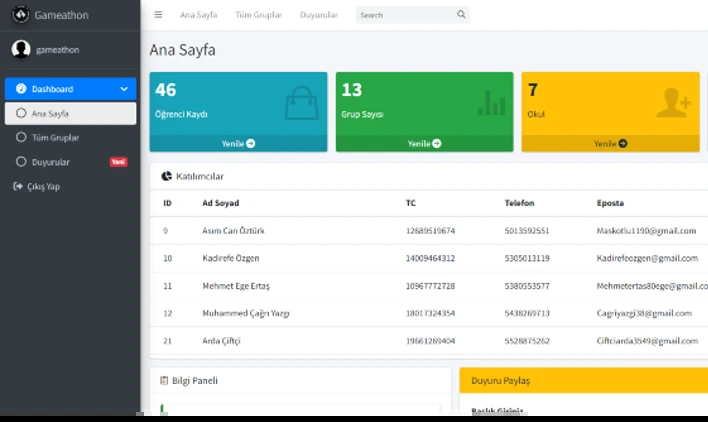 Gameathon
Ana Sayfa
Tüm Gruplar
Duyurular
Search
gameathon
Dashboard
Ana Sayfa
Tüm Gruplar
Duyurular Yeni
Çıkış Yap
Ana Sayfa
46
Öğrenci Kaydı
Yenile
13
Grup Sayısı
Yenile
7
Okul
Yenile
Katılımcılar
ID Ad Soyad TC Telefon Eposta
9 Asım Can Öztürk 12689519674 5013592551 Maskotlu1190@gmail.com
10 Kadirefe Özgen 14009464312 5305013119 Kadirefeozgen@gmail.com
11 Mehmet Ege Ertaş 10967772728 5380553577 Mehmetertas80ege@gmail.co
12 Muhammed Çağrı Yazgı 18017324354 5438269713 Cagriyazgi38@gmail.com
21 Arda Çiftçi 19661269404 5528875262 Ciftciarda3549@gmail.com
Bilgi Paneli
Duyuru Paylaş
Başlık Giriniz